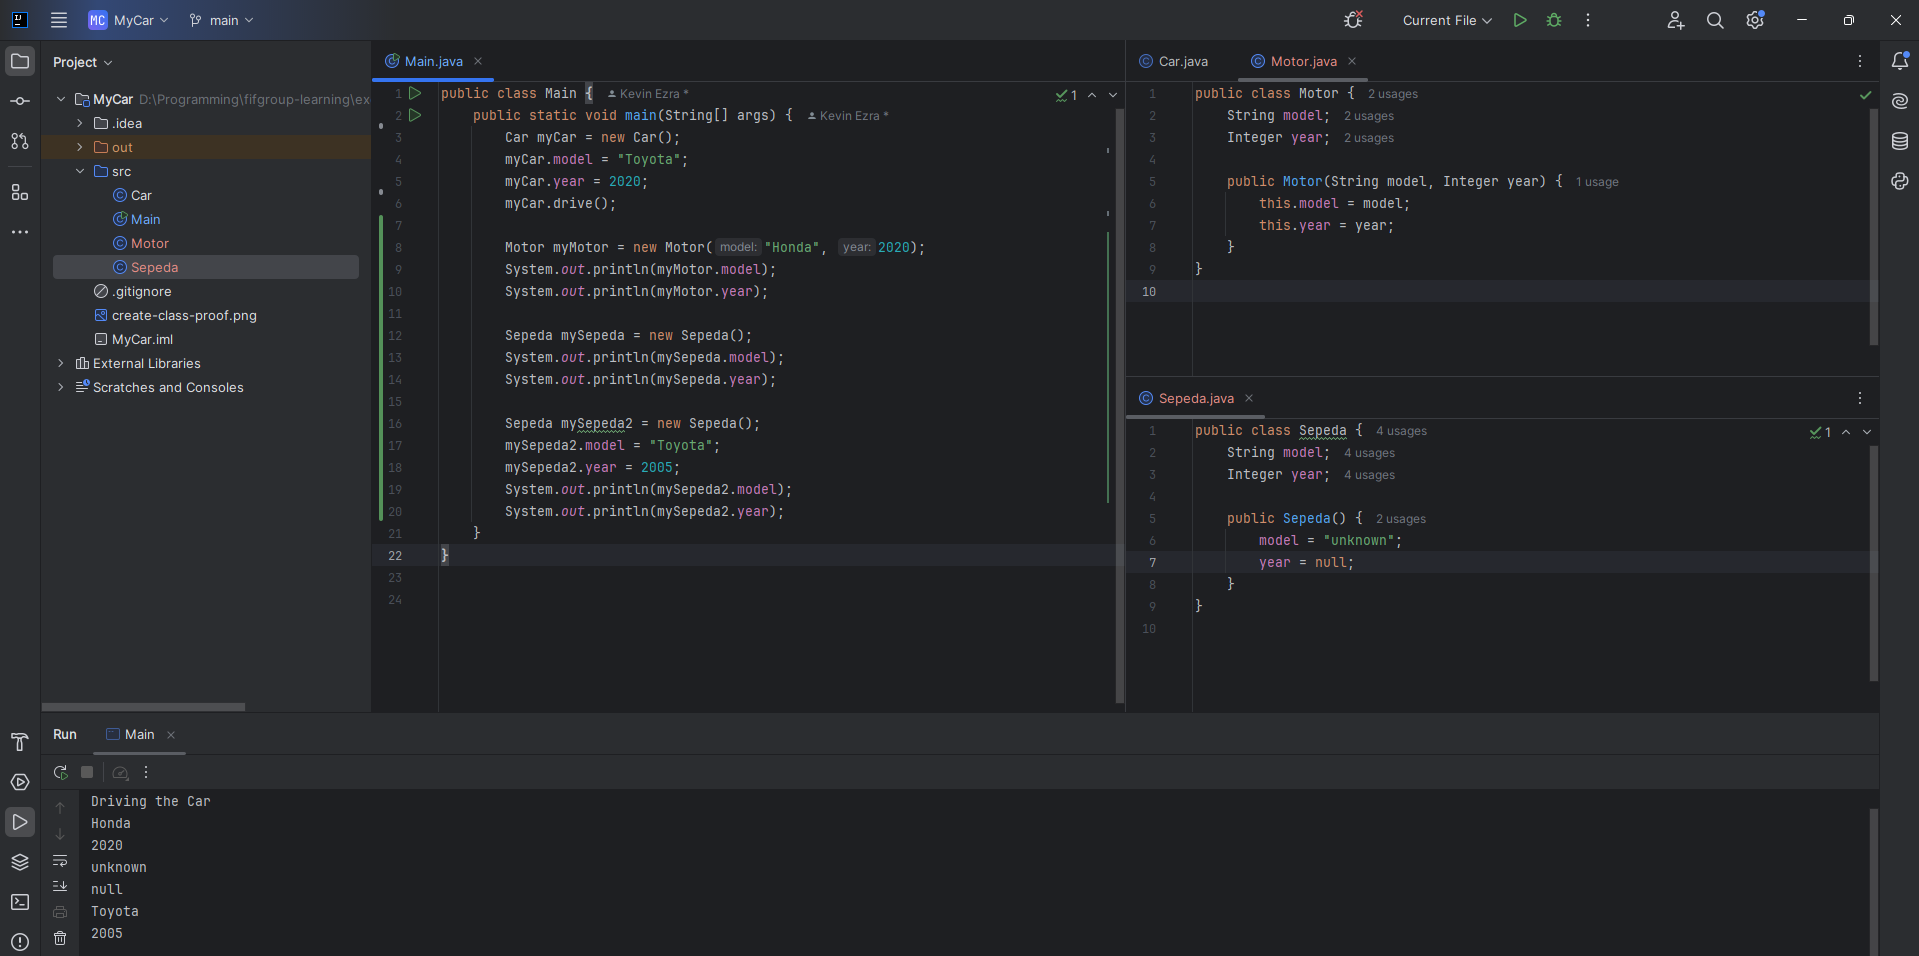 MC MyCar
main
Current File
Project
MyCar D:\Programming\fifgroup-learning\ex
.idea
out
src
Car
Main
Motor
Sepeda
.gitignore
create-class-proof.png
MyCar.iml
External Libraries
Scratches and Consoles
Main.java
1 public class Main { Kevin Ezra *
2 public static void main(String[] args) { Kevin Ezra *
3 Car myCar = new Car();
4 myCar.model = "Toyota";
5 myCar.year = 2020;
6 myCar.drive();
7
8 Motor myMotor = new Motor( model: "Honda", year: 2020);
9 System.out.println(myMotor.model);
10 System.out.println(myMotor.year);
11
12 Sepeda mySepeda = new Sepeda();
13 System.out.println(mySepeda.model);
14 System.out.println(mySepeda.year);
15
16 Sepeda mySepeda2 = new Sepeda();
17 mySepeda2.model = "Toyota";
18 mySepeda2.year = 2005;
19 System.out.println(mySepeda2.model);
20 System.out.println(mySepeda2.year);
21 }
22 }
23
24
1
Car.java
Motor.java
1 public class Motor { 2 usages
2 String model; 2 usages
3 Integer year; 2 usages
4
5 public Motor(String model, Integer year) { 1 usage
6 this.model = model;
7 this.year = year;
8 }
9 }
10
Sepeda.java
1 public class Sepeda { 4 usages
2 String model; 4 usages
3 Integer year; 4 usages
4
5 public Sepeda() { 2 usages
6 model = "unknown";
7 year = null;
8 }
9 }
10
1
Run
Main
Driving the Car
Honda
2020
unknown
null
Toyota
2005